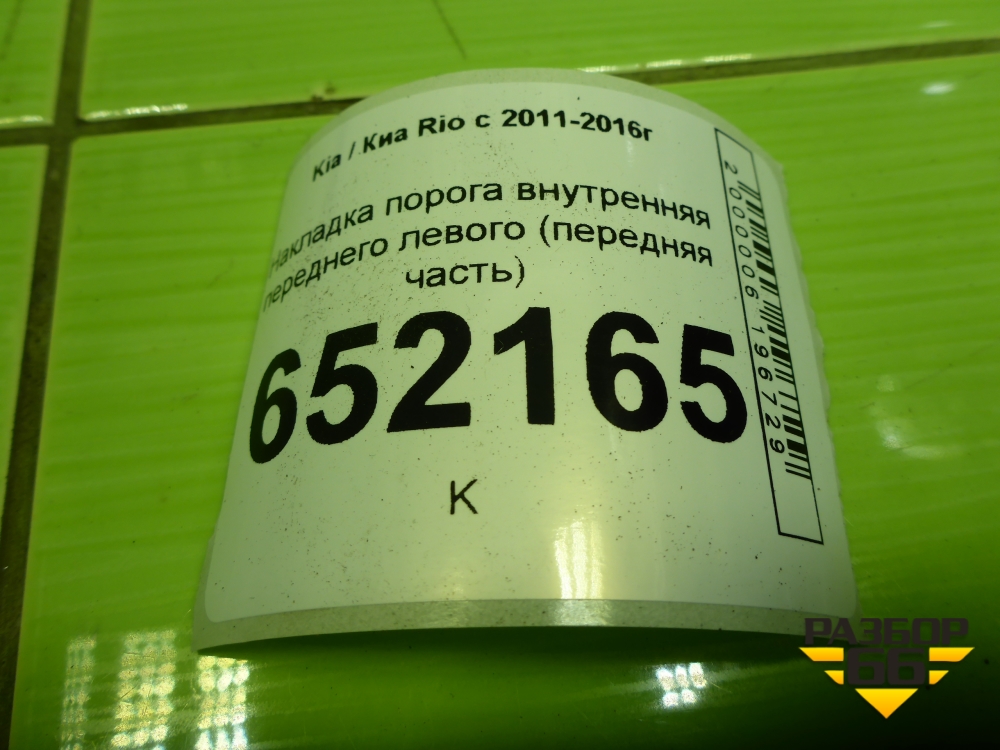 Kia / Киа Rio с 2011-2016г
Накладка порога внутренняя
переднего левого (передняя
часть)
652165
К
2000006196729
РАЗБОР
66